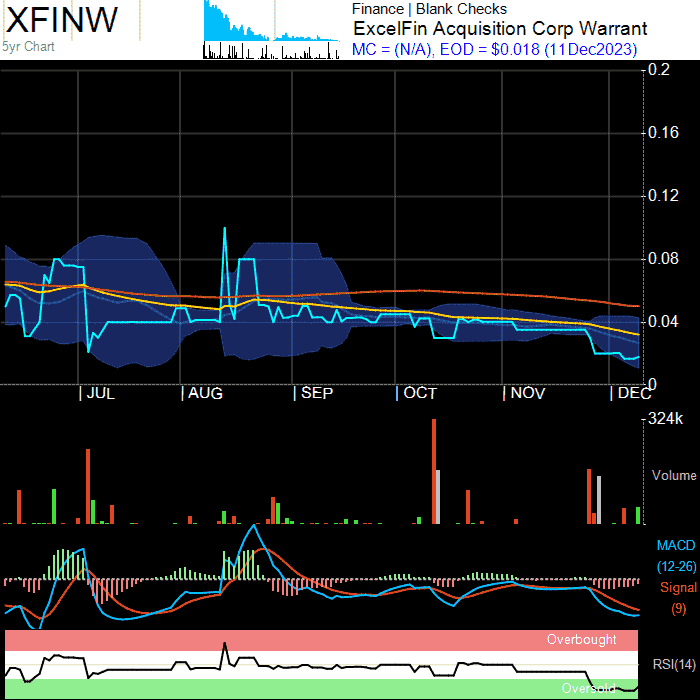 XFINW
5yr Chart
Finance | Blank Checks
ExcelFin Acquisition Corp Warrant
MC = (N/A), EOD = $0.018 (11Dec2023)
0.2
0.16
0.12
0.08
0.04
0
| JUL | AUG | SEP | OCT | NOV | DEC
324k
Volume
MACD
(12-26)
Signal
(9)
Overbought
RSI(14)
Oversold